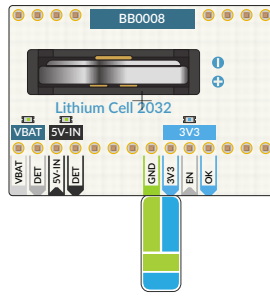 BB0008
Lithium Cell 2032
VBAT 5V-IN 3V3
VBAT DET 5V-IN DET GND 3V3 EN OK